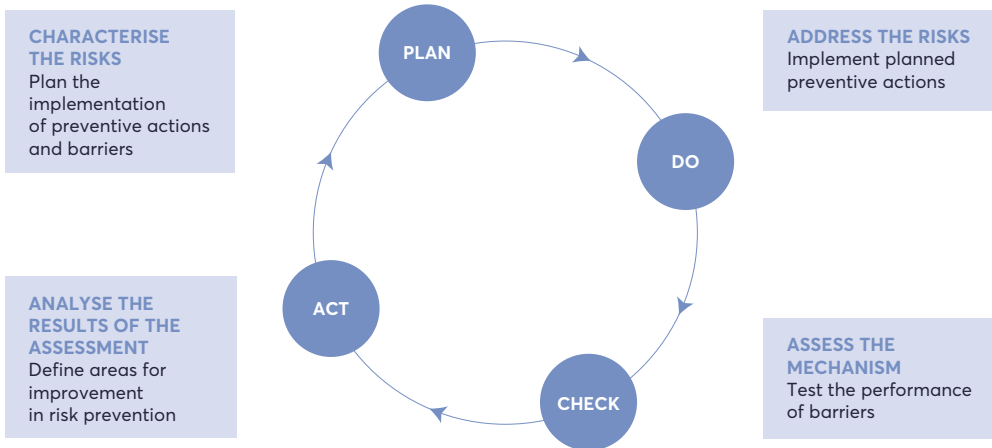 CHARACTERISE
THE RISKS
Plan the
implementation
of preventive actions
and barriers
PLAN
ADDRESS THE RISKS
Implement planned
preventive actions
DO
ANALYSE THE
RESULTS OF THE
ASSESSMENT
Define areas for
improvement
in risk prevention
ACT
CHECK
ASSESS THE
MECHANISM
Test the performance
of barriers